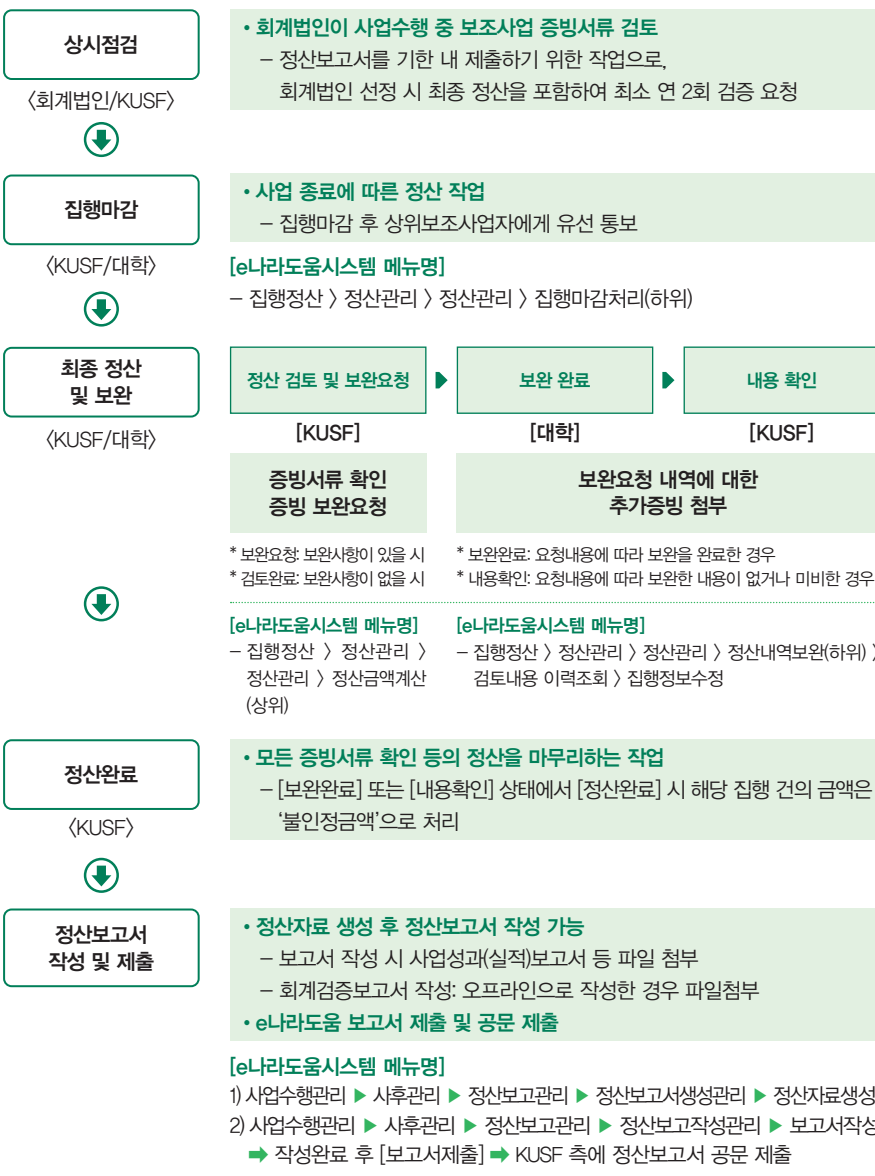 상시점검
〈회계법인/KUSF〉
• 회계법인이 사업수행 중 보조사업 증빙서류 검토
– 정산보고서를 기한 내 제출하기 위한 작업으로,
회계법인 선정 시 최종 정산을 포함하여 최소 연 2회 검증 요청
집행마감
〈KUSF/대학〉
• 사업 종료에 따른 정산 작업
– 집행마감 후 상위보조사업자에게 유선 통보
[e나라도움시스템 메뉴명]
– 집행정산 〉 정산관리 〉 정산관리 〉 집행마감처리(하위)
최종 정산
및 보완
〈KUSF/대학〉
정산 검토 및 보완요청 ▶ 보완 완료 ▶ 내용 확인
[KUSF] [대학] [KUSF]
증빙서류 확인
증빙 보완요청
보완요청 내역에 대한
추가증빙 첨부
* 보완요청: 보완사항이 있을 시
* 검토완료: 보완사항이 없을 시
* 보완완료: 요청내용에 따라 보완을 완료한 경우
* 내용확인: 요청내용에 따라 보완한 내용이 없거나 미비한 경우
[e나라도움시스템 메뉴명]
– 집행정산 〉 정산관리 〉
정산관리 〉 정산금액계산
(상위)
[e나라도움시스템 메뉴명]
– 집행정산 〉 정산관리 〉 정산관리 〉 정산내역보완(하위) 〉
검토내용 이력조회 〉 집행정보수정
정산완료
〈KUSF〉
• 모든 증빙서류 확인 등의 정산을 마무리하는 작업
– [보완완료] 또는 [내용확인] 상태에서 [정산완료] 시 해당 집행 건의 금액은
‘불인정금액’으로 처리
정산보고서
작성 및 제출
• 정산자료 생성 후 정산보고서 작성 가능
– 보고서 작성 시 사업성과(실적)보고서 등 파일 첨부
– 회계검증보고서 작성: 오프라인으로 작성한 경우 파일첨부
• e나라도움 보고서 제출 및 공문 제출
[e나라도움시스템 메뉴명]
1) 사업수행관리 ▶ 사후관리 ▶ 정산보고관리 ▶ 정산보고서생성관리 ▶ 정산자료생성
2) 사업수행관리 ▶ 사후관리 ▶ 정산보고관리 ▶ 정산보고작성관리 ▶ 보고서작성
➡ 작성완료 후 [보고서제출] ➡ KUSF 측에 정산보고서 공문 제출